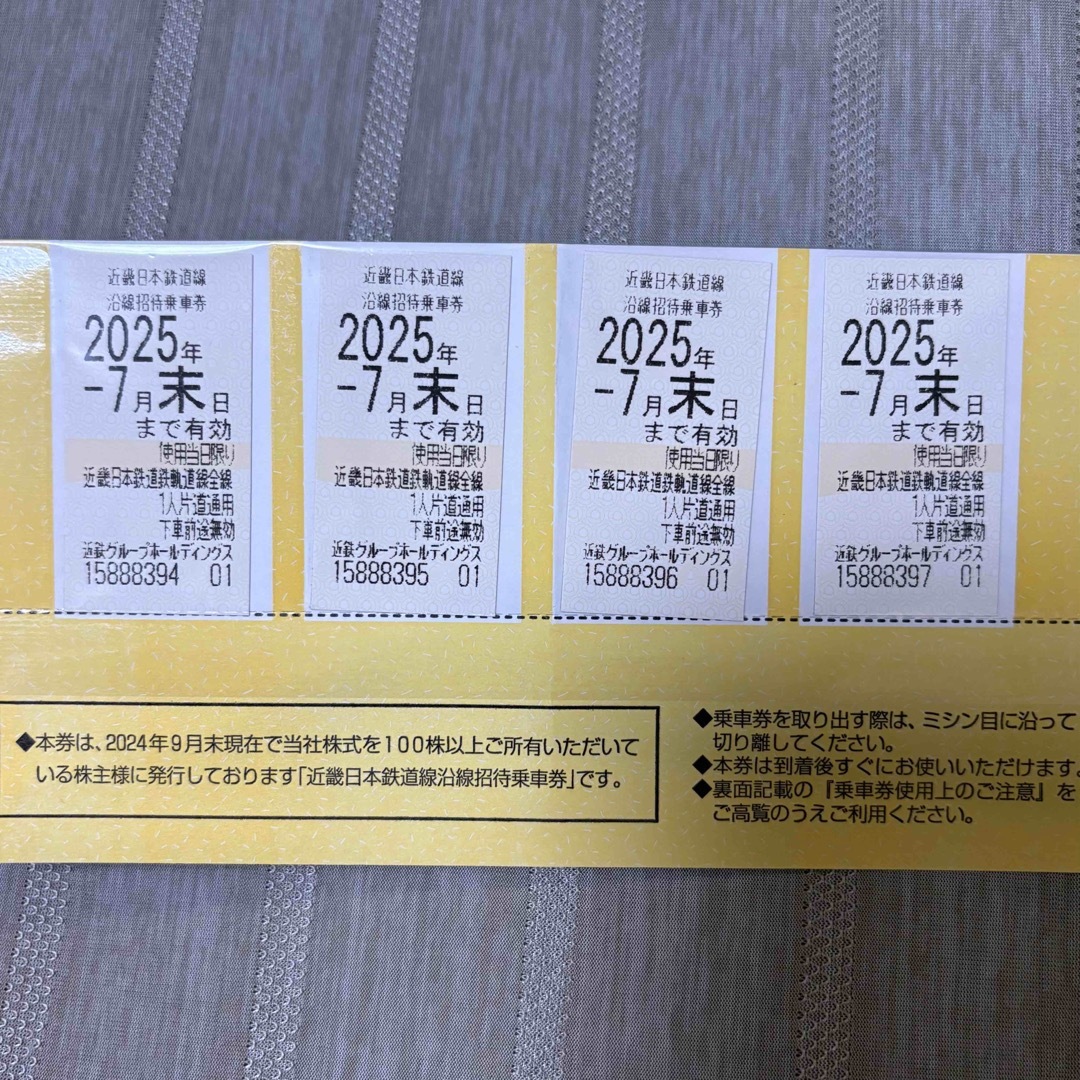 近畿日本鉄道線
沿線招待乗車券
2025年
-7月末日
まで有効
使用当日限り
近畿日本鉄道鉄軌道線全線
1人片道通用
下車前途無効
近鉄グループホールディングス
15888394 01
近畿日本鉄道線
沿線招待乗車券
2025年
-7月末日
まで有効
使用当日限り
近畿日本鉄道鉄軌道線全線
1人片道通用
下車前途無効
近鉄グループホールディングス
15888395 01
近畿日本鉄道線
沿線招待乗車券
2025年
-7月末日
まで有効
使用当日限り
近畿日本鉄道鉄軌道線全線
1人片道通用
下車前途無効
近鉄グループホールディングス
15888396 01
近畿日本鉄道線
沿線招待乗車券
2025年
-7月末日
まで有効
使用当日限り
近畿日本鉄道鉄軌道線全線
1人片道通用
下車前途無効
近鉄グループホールディングス
15888397 01
◆本券は、2024年9月末現在で当社株式を100株以上ご所有いただいて
いる株主様に発行しております「近畿日本鉄道線沿線招待乗車券」です。
◆乗車券を取り出す際は、ミシン目に沿って
切り離してください。
◆本券は到着後すぐにお使いいただけます。
◆裏面記載の『乗車券使用上のご注意』を
ご高覧のうえご利用ください。